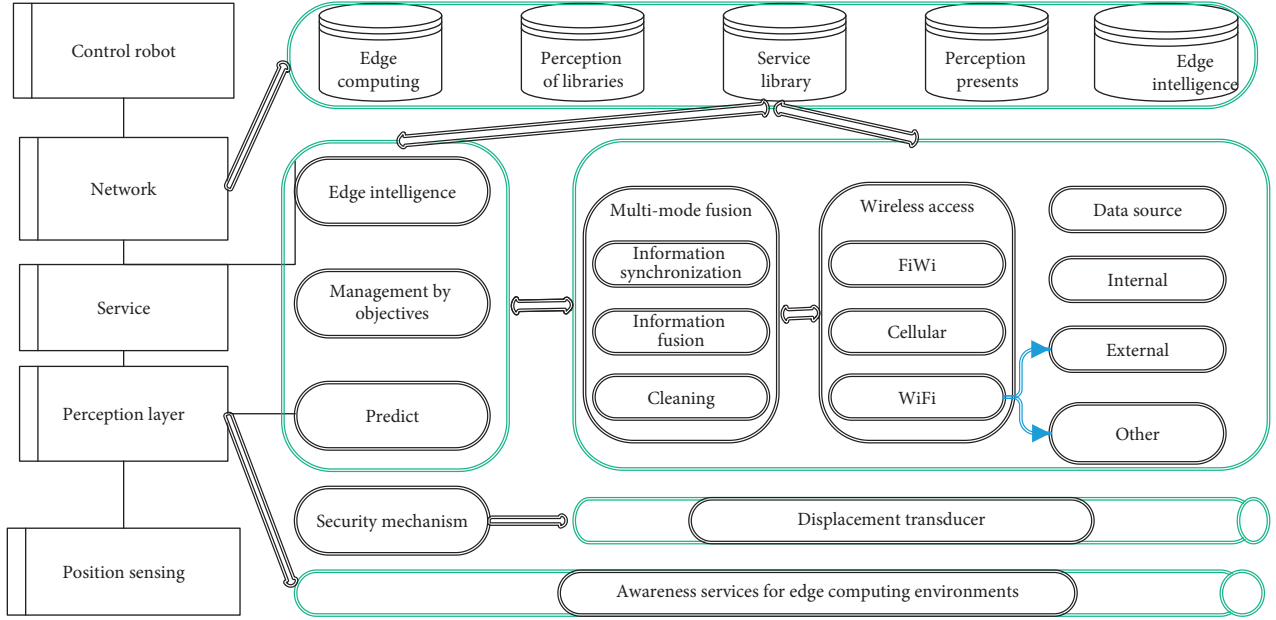 Control robot
Network
Service
Perception layer
Position sensing
Edge
computing
Perception
of libraries
Service
library
Perception
presents
Edge
intelligence
Edge intelligence
Management by
objectives
Predict
Security mechanism
Multi-mode fusion
Information
synchronization
Information
fusion
Cleaning
Wireless access
FiWi
Cellular
WiFi
Data source
Internal
External
Other
Displacement transducer
Awareness services for edge computing environments